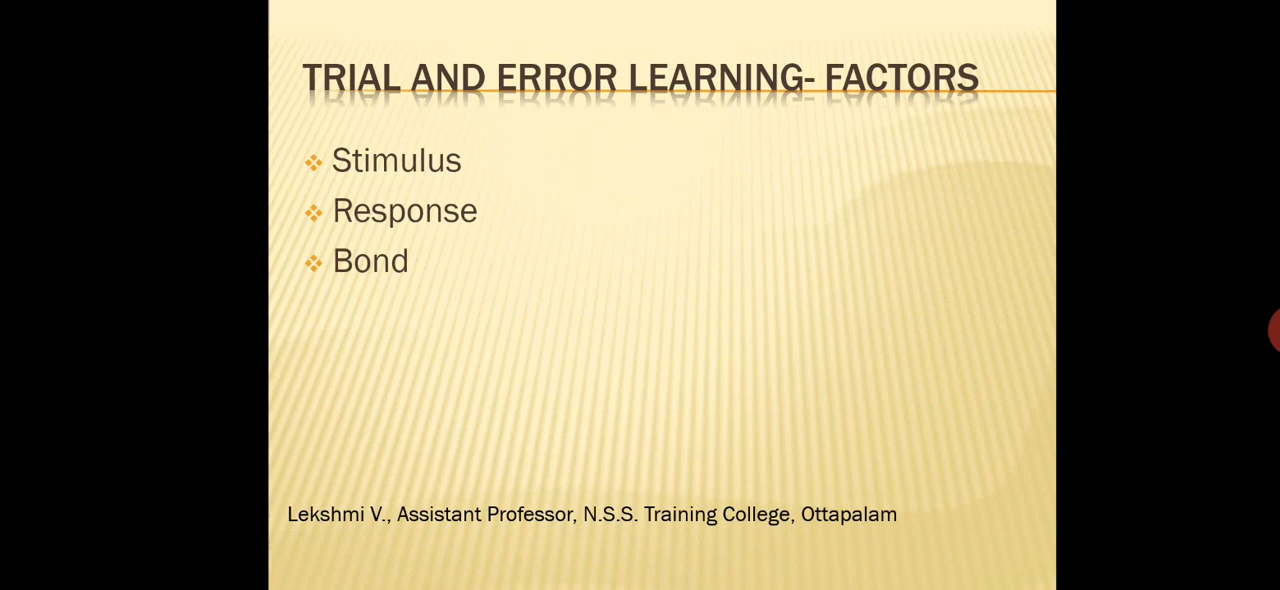 TRIAL AND ERROR LEARNING- FACTORS
Stimulus
Response
Bond
Lekshmi V., Assistant Professor, N.S.S. Training College, Ottapalam